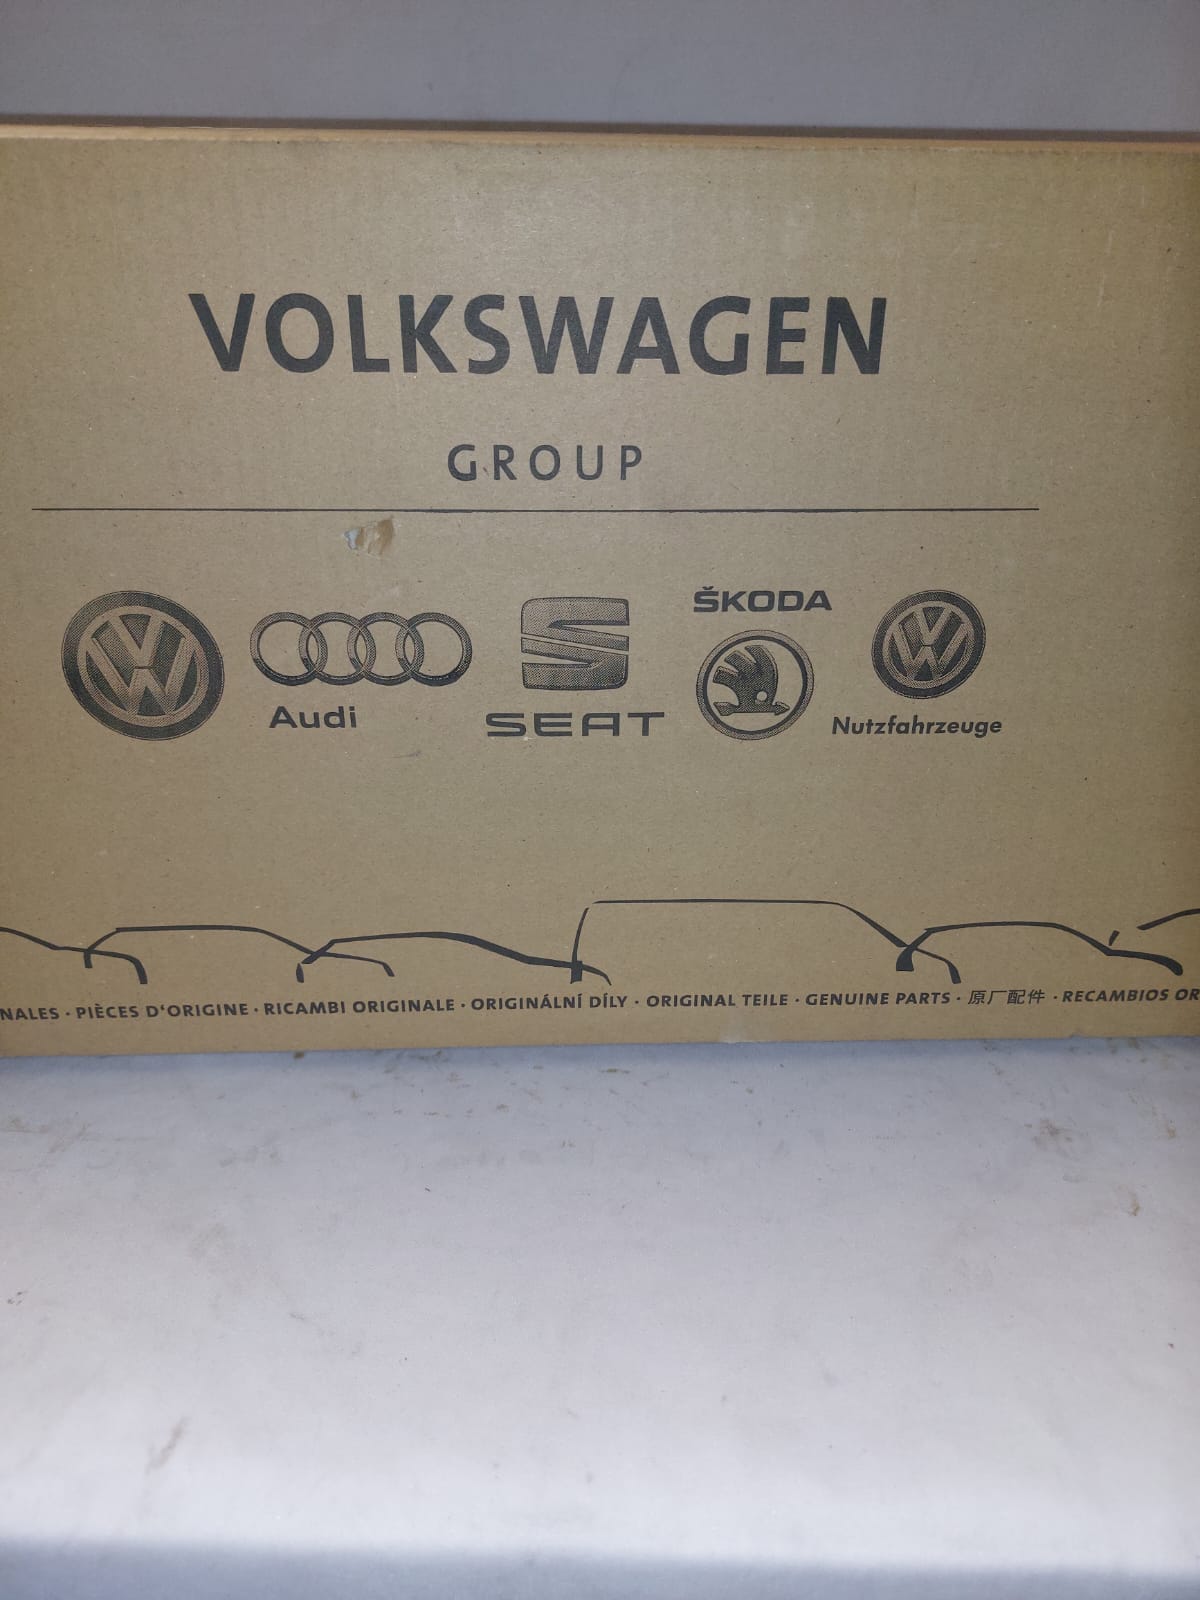 VOLKSWAGEN
GROUP
ŠKODA
Audi
SEAT
Nutzfahrzeuge
NALES · PIÈCES D'ORIGINE · RICAMBI ORIGINALE · ORIGINÁLNÍ DÍLY · ORIGINAL TEILE · GENUINE PARTS · 原厂配件 · RECAMBIOS OR